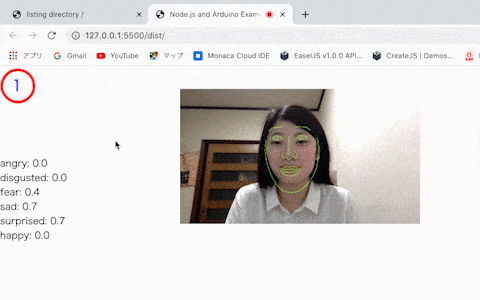 listing directory /
Node.js and Arduino Exam
127.0.0.1:5500/dist/
アプリ Gmail YouTube マップ Monaca Cloud IDE EaselJS v1.0.0 API... CreateJS | Demos...
1
angry: 0.0
disgusted: 0.0
fear: 0.4
sad: 0.7
surprised: 0.7
happy: 0.0